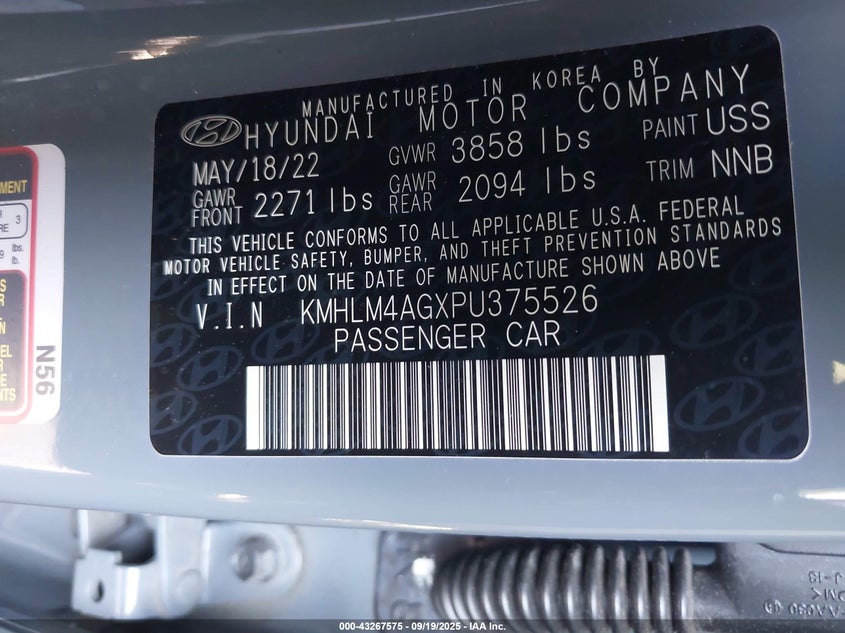 MANUFACTURED IN KOREA BY
HYUNDAI MOTOR COMPANY
MAY/18/22 GVWR 3858 lbs PAINT USS
GAWR FRONT 2271 lbs GAWR REAR 2094 lbs TRIM NNB
THIS VEHICLE CONFORMS TO ALL APPLICABLE U.S.A. FEDERAL
MOTOR VEHICLE SAFETY, BUMPER, AND THEFT PREVENTION STANDARDS
IN EFFECT ON THE DATE OF MANUFACTURE SHOWN ABOVE
V.I.N KMHLM4AGXPU375526
PASSENGER CAR
N56
000-43267575 - 09/19/2025 - IAA Inc.